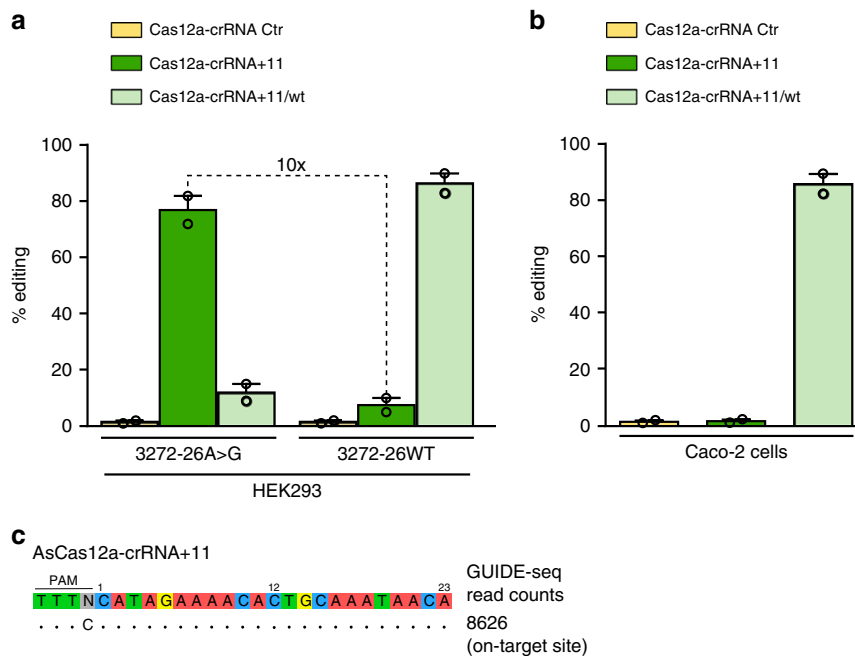 a
Cas12a-crRNA Ctr
Cas12a-crRNA+11
Cas12a-crRNA+11/wt
% editing
100
80
60
40
20
0
10x
3272-26A>G
3272-26WT
HEK293
b
Cas12a-crRNA Ctr
Cas12a-crRNA+11
Cas12a-crRNA+11/wt
% editing
100
80
60
40
20
0
Caco-2 cells
c
AsCas12a-crRNA+11
PAM
1 12 23
T T T N C A T A G A A A A C A C T G C A A A T A A C A
. . . C . . . . . . . . . . . . . . . . . . . . . . .
GUIDE-seq
read counts
8626
(on-target site)